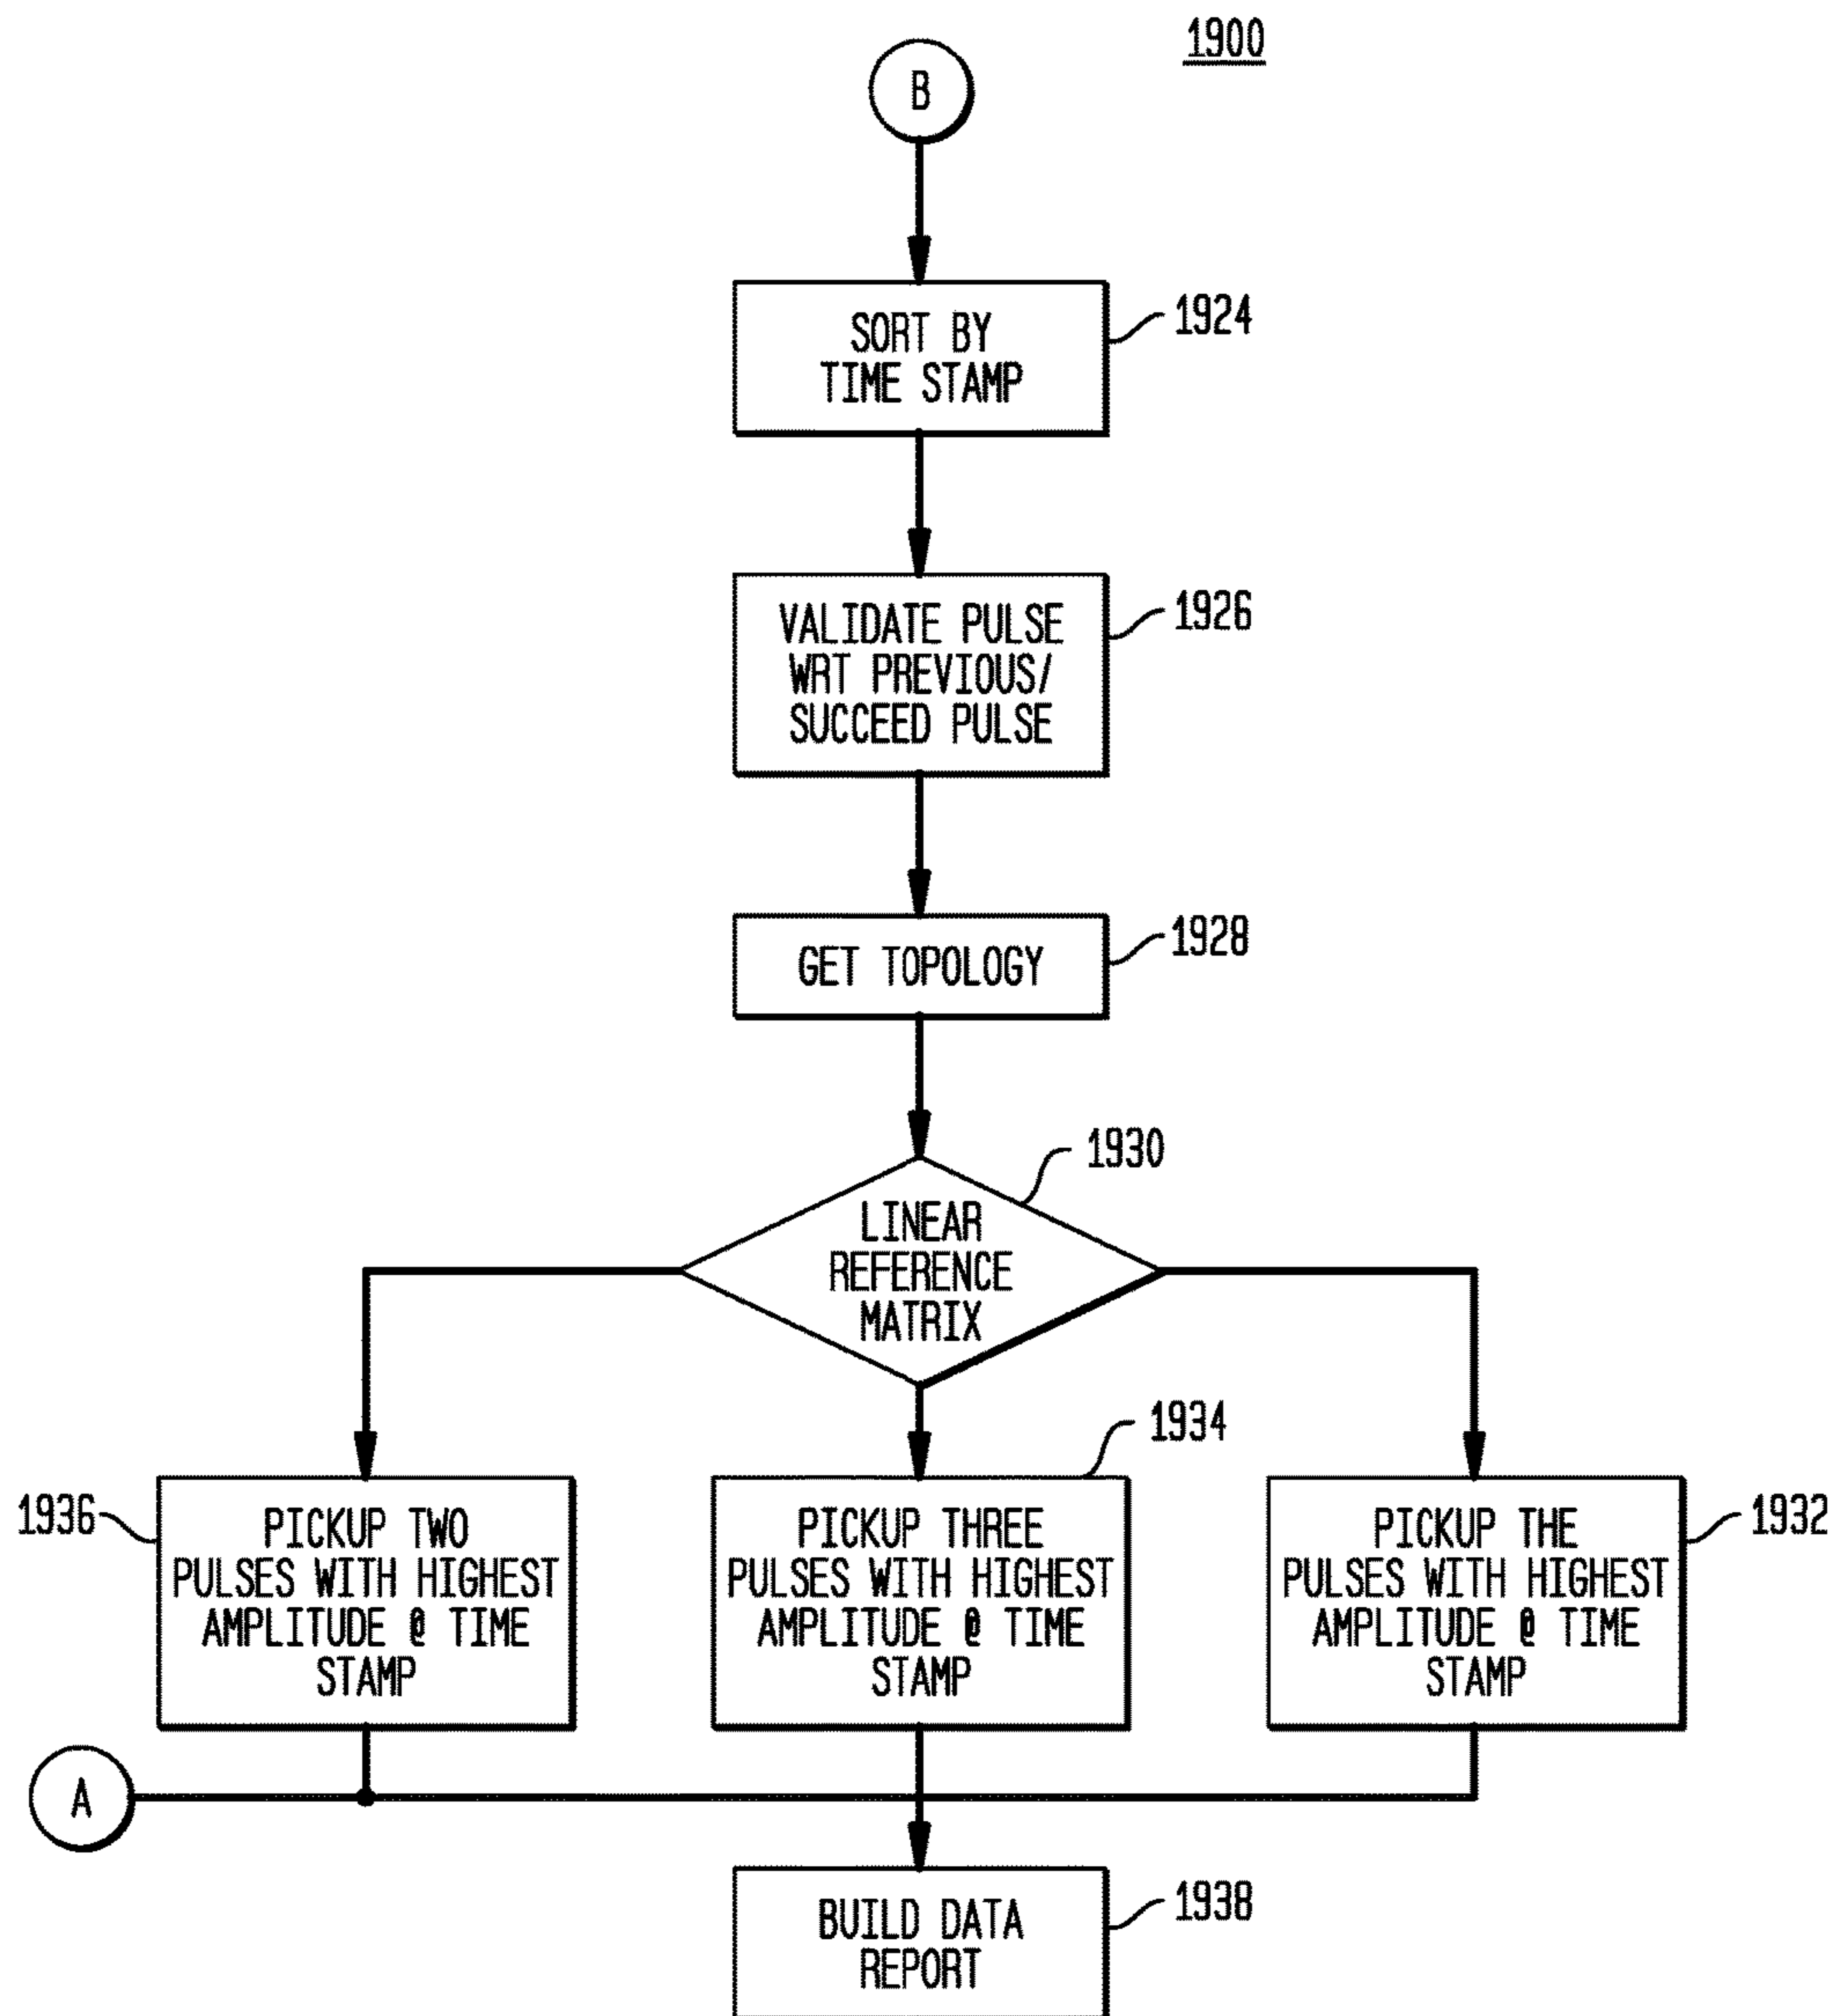 1900
B
SORT BY
TIME STAMP
1924
VALIDATE PULSE
WRT PREVIOUS/
SUCCEED PULSE
1926
GET TOPOLOGY
1928
LINEAR
REFERENCE
MATRIX
1930
1936
PICKUP TWO
PULSES WITH HIGHEST
AMPLITUDE @ TIME
STAMP
1934
PICKUP THREE
PULSES WITH HIGHEST
AMPLITUDE @ TIME
STAMP
1932
PICKUP THE
PULSES WITH HIGHEST
AMPLITUDE @ TIME
STAMP
A
BUILD DATA
REPORT
1938